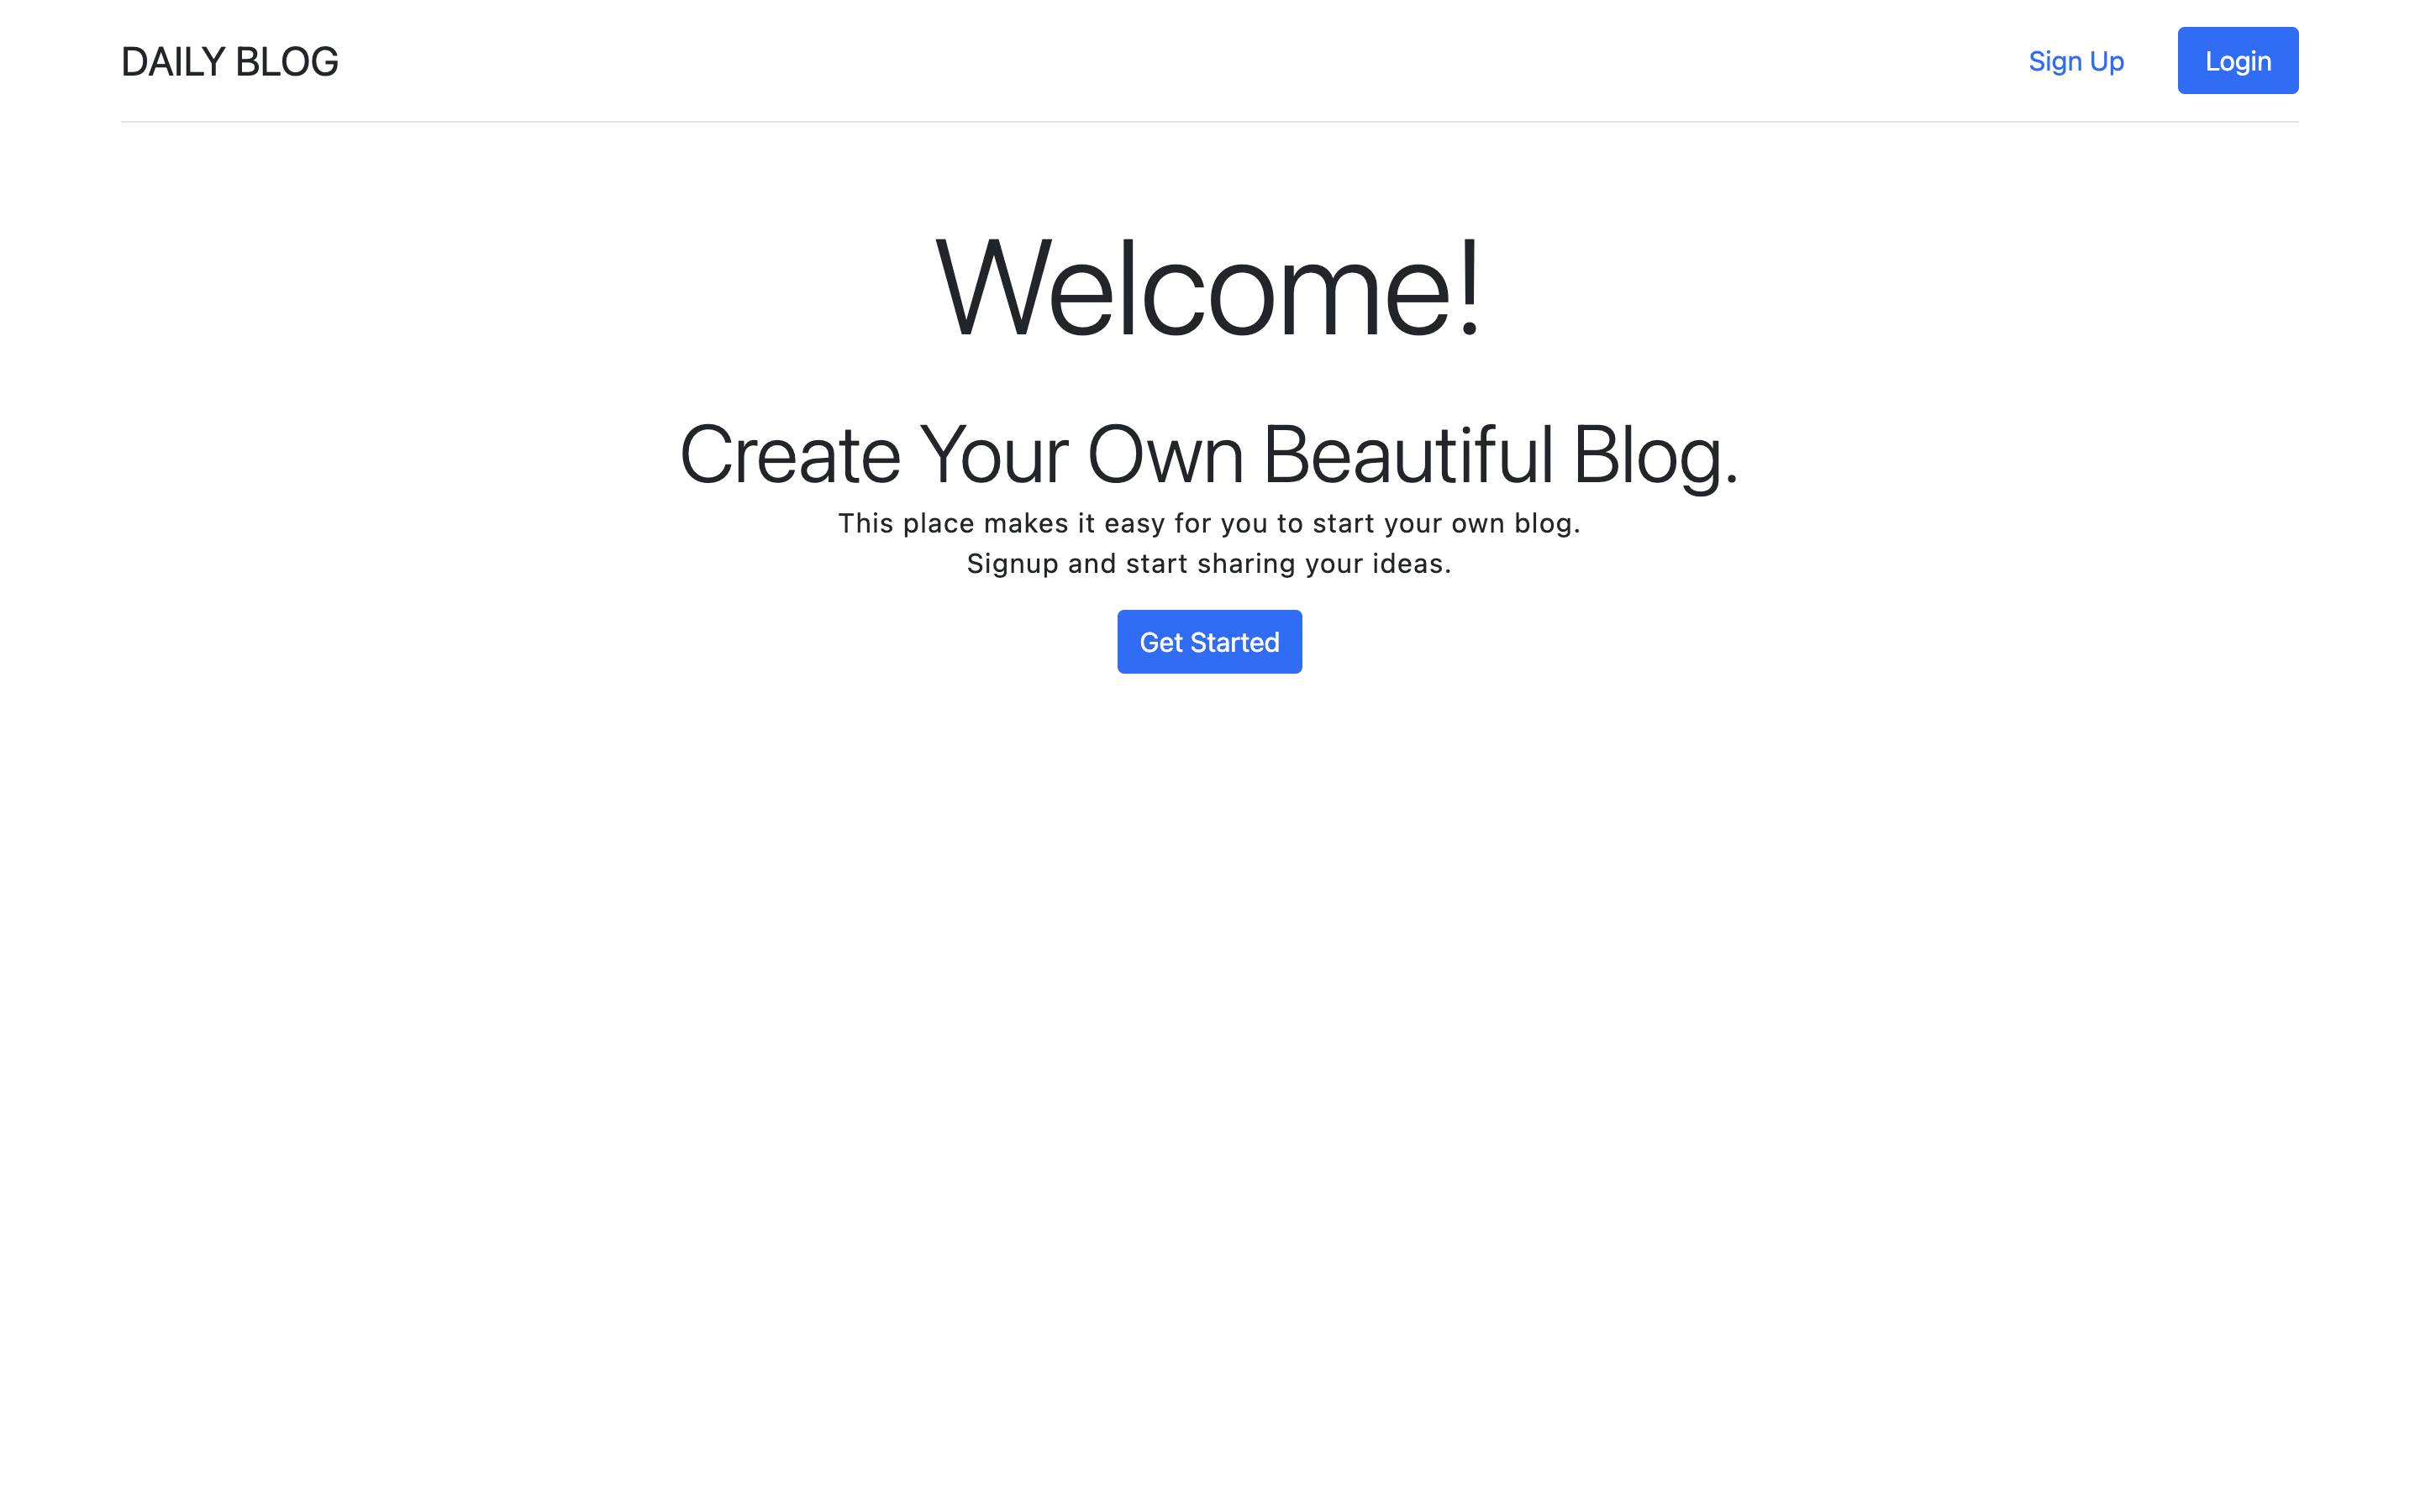 DAILY BLOG
Sign Up
Login
Welcome!
Create Your Own Beautiful Blog.
This place makes it easy for you to start your own blog.
Signup and start sharing your ideas.
Get Started